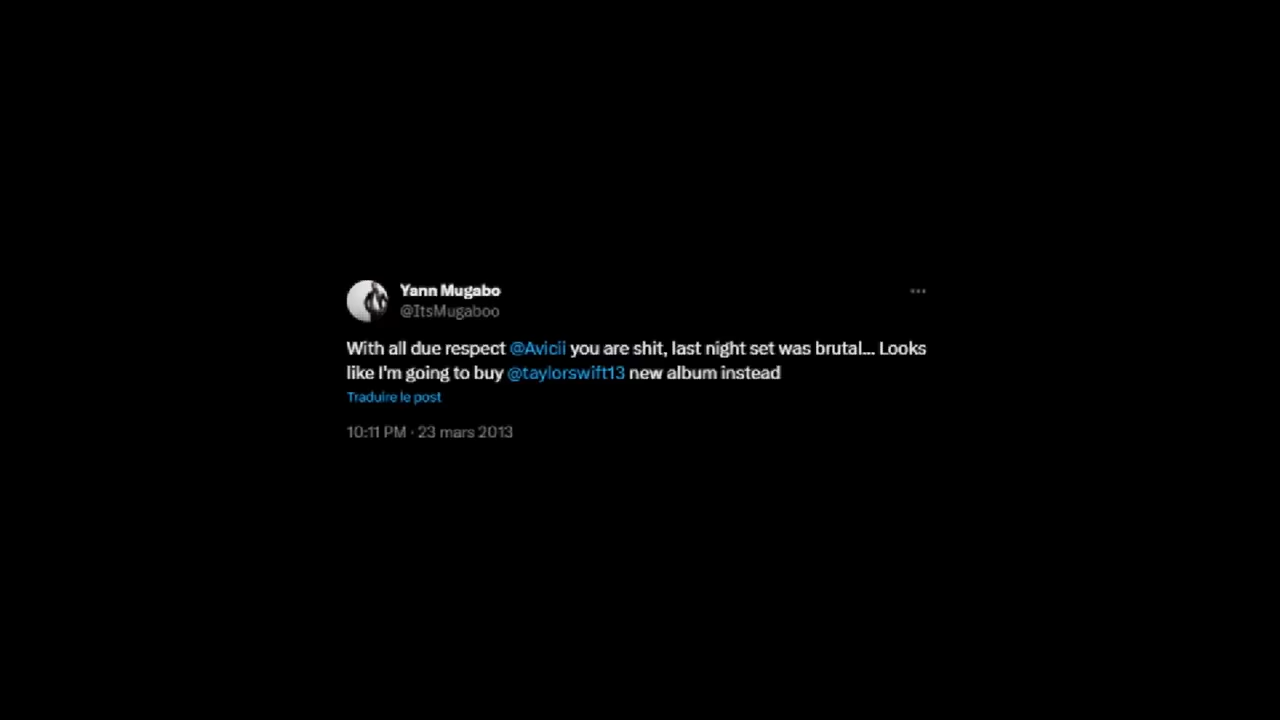 Yann Mugabo
@ItsMugaboo
With all due respect @Avicii you are shit, last night set was brutal... Looks
like I'm going to buy @taylorswift13 new album instead
Traduire le post
10:11 PM · 23 mars 2013